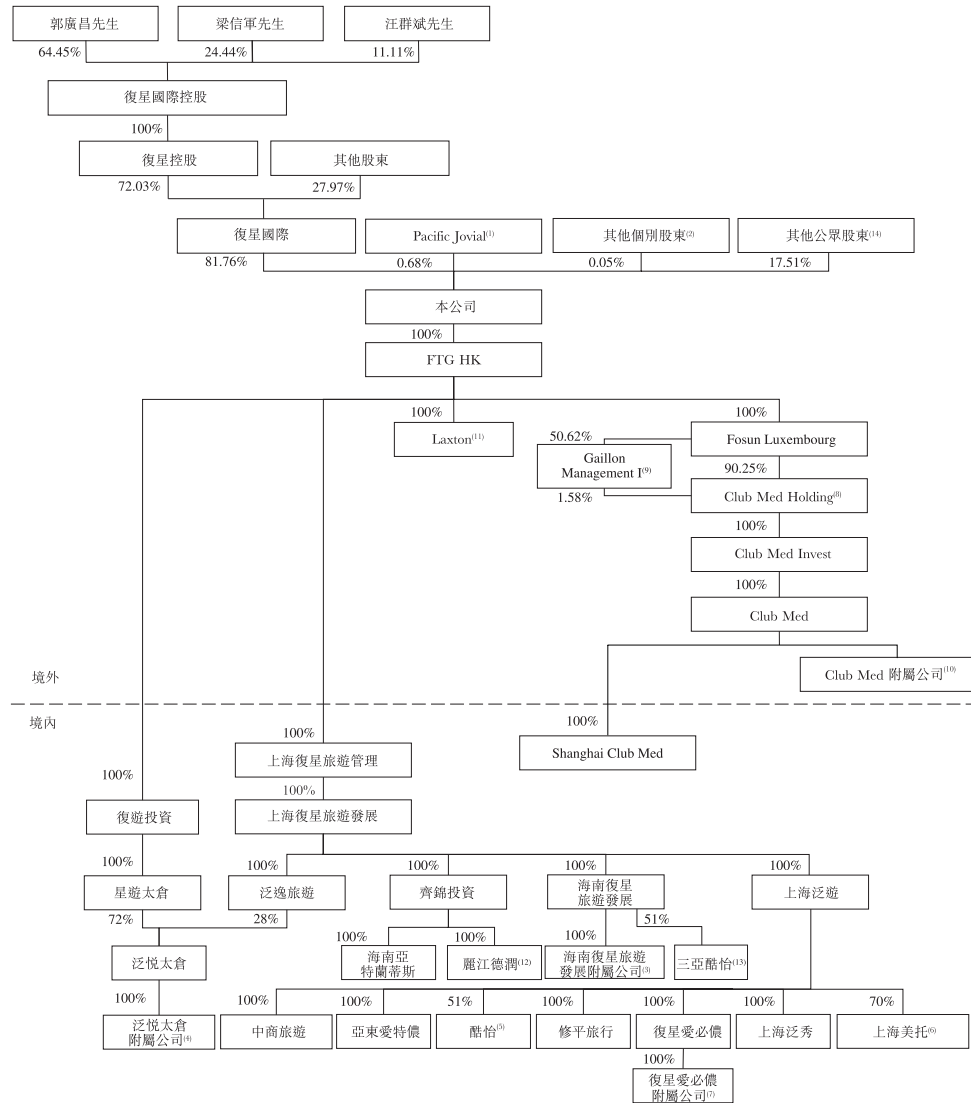 郭廣昌先生
梁信軍先生
汪群斌先生
64.45%
24.44%
11.11%
復星國際控股
100%
復星控股
其他股東
72.03%
27.97%
復星國際
Pacific Jovial(1)
其他個別股東(2)
其他公眾股東(14)
81.76%
0.68%
0.05%
17.51%
本公司
100%
FTG HK
100%
100%
Laxton(11)
Fosun Luxembourg
50.62%
Gaillon
Management I(9)
90.25%
1.58%
Club Med Holding(8)
100%
Club Med Invest
100%
Club Med
Club Med 附屬公司(10)
境外
境內
100%
100%
Shanghai Club Med
上海復星旅遊管理
100%
100%
復遊投資
上海復星旅遊發展
100%
100%
100%
100%
100%
星遊太倉
泛逸旅遊
齊錦投資
海南復星
旅遊發展
上海泛遊
72%
28%
51%
100%
100%
100%
泛悅太倉
海南亞
特蘭蒂斯
麗江德潤(12)
海南復星旅遊
發展附屬公司(3)
三亞酷怡(13)
100%
100%
100%
51%
100%
100%
100%
70%
泛悅太倉
附屬公司(4)
中商旅遊
亞東愛特儂
酷怡(5)
修平旅行
復星愛必儂
上海泛秀
上海美托(6)
100%
復星愛必儂
附屬公司(7)